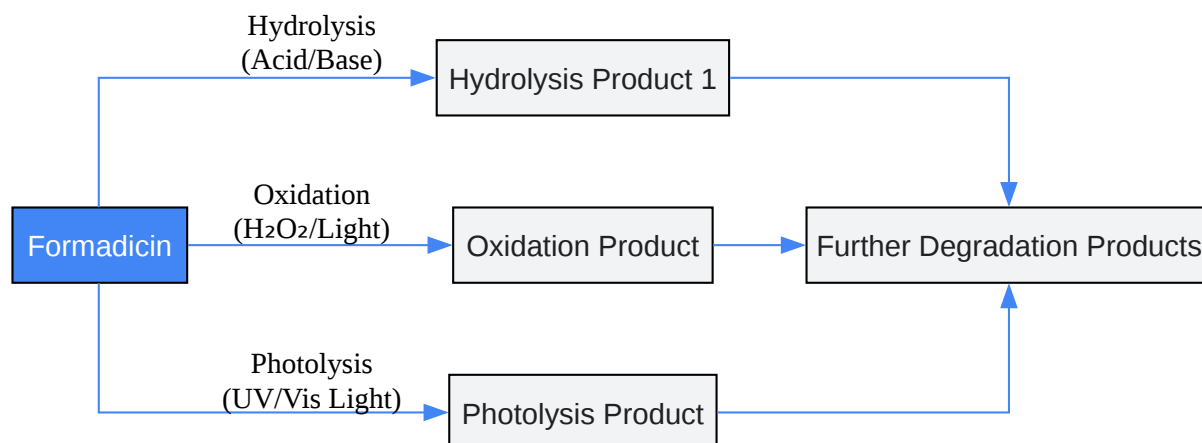 Hydrolysis
(Acid/Base)
Hydrolysis Product 1
Oxidation
(H₂O₂/Light)
Formadicin
Oxidation Product
Further Degradation Products
Photolysis
(UV/Vis Light)
Photolysis Product